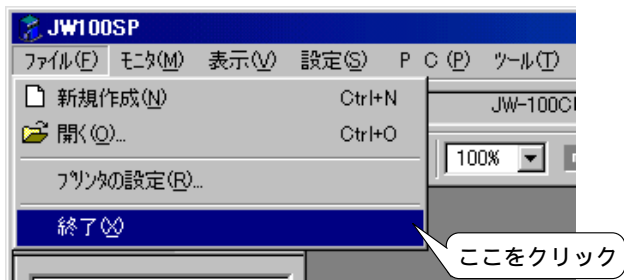 JW100SP
ファイル(F) モニタ(M) 表示(V) 設定(S) P C (P) ツール(T)
新規作成(N) Ctrl+N
JW-100C
開く(O)... Ctrl+O
100%
プリンタの設定(R)...
終了(X)
ここをクリック